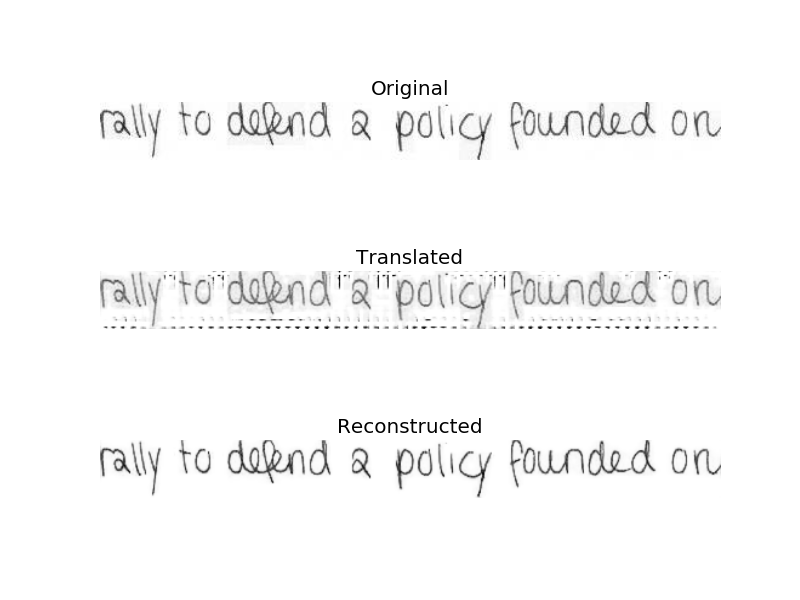 Original
rally to defend a policy founded on
Translated
rally to defend a policy founded on
Reconstructed
rally to defend a policy founded on